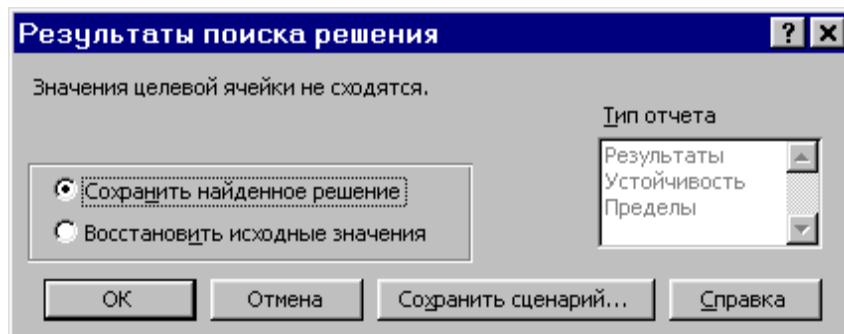 Результаты поиска решения
Значения целевой ячейки не сходятся.
Тип отчета
Результаты
Устойчивость
Пределы
Сохранить найденное решение
Восстановить исходные значения
ОК
Отмена
Сохранить сценарий...
Справка